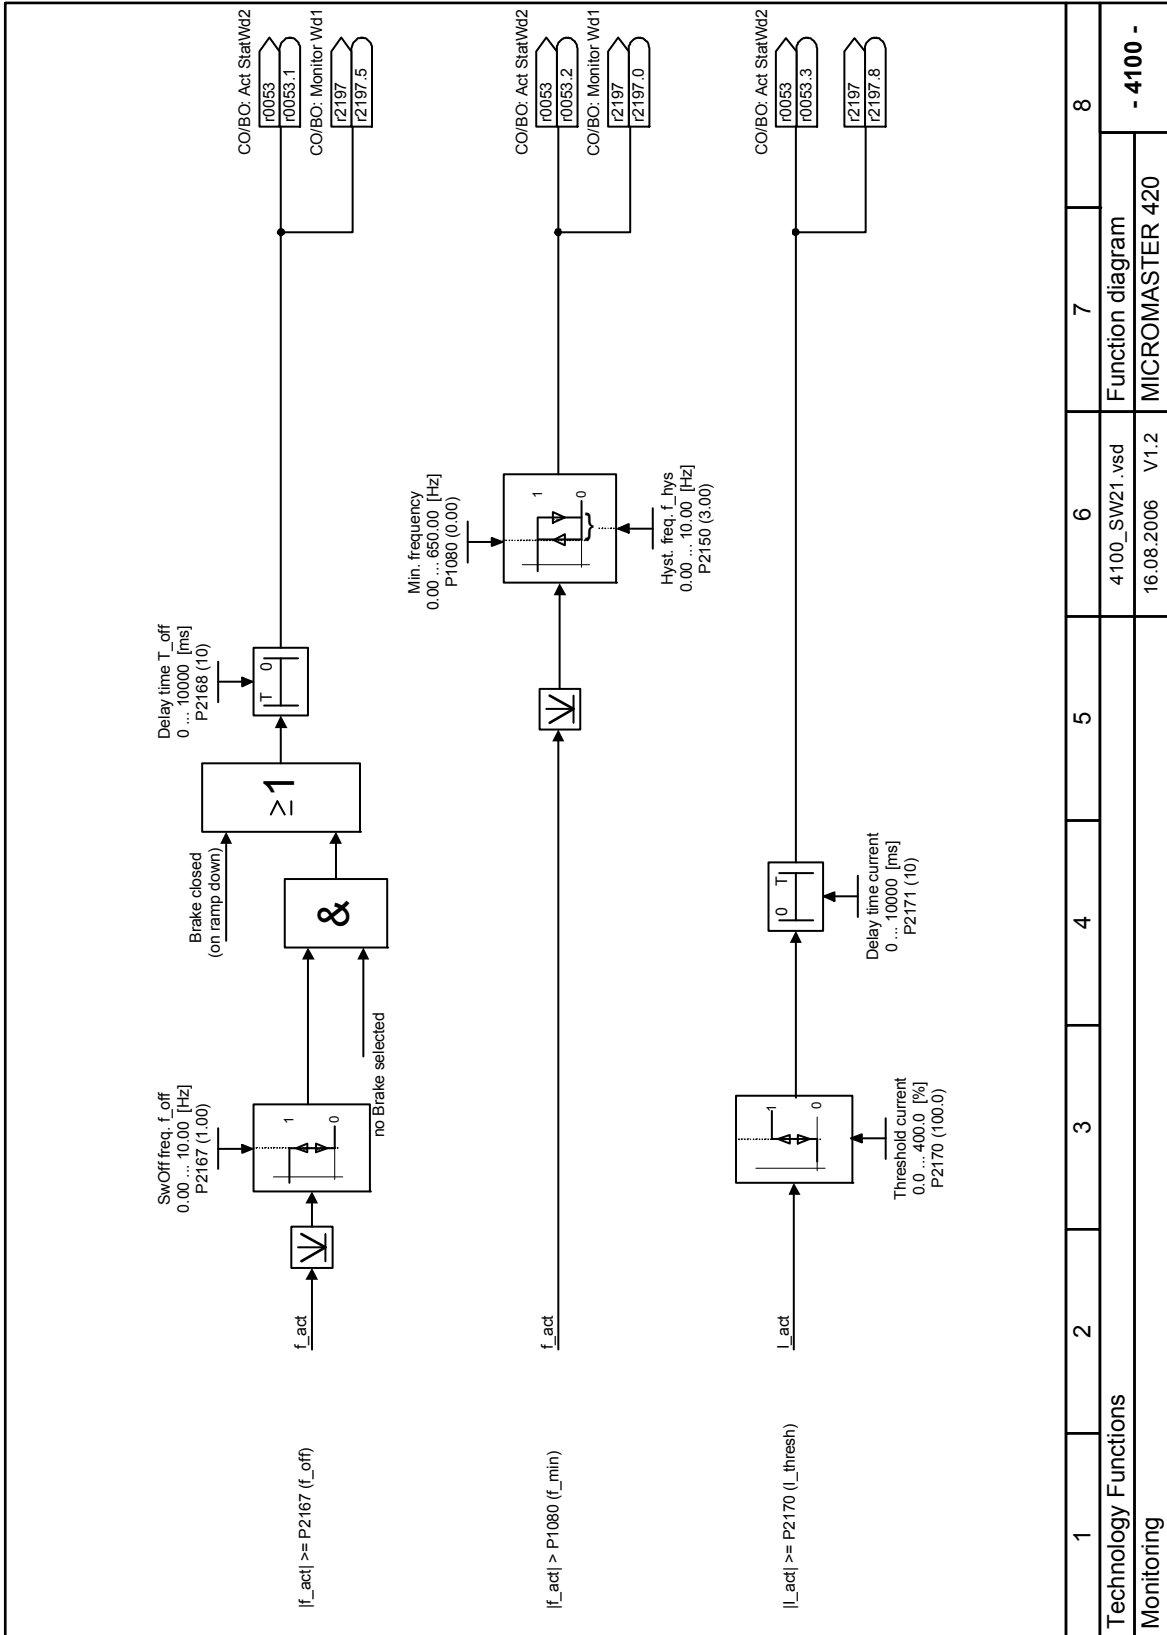 |f_act| >= P2167 (f_off)
f_act
SwOff freq. f_off
0.00 ... 10.00 [Hz]
P2167 (1.00)
1
0
no Brake selected
&
Brake closed
(on ramp down)
≥1
Delay time T_off
0 ... 10000 [ms]
P2168 (10)
T 0
CO/BO: Act StatWd2
r0053
r0053.1
CO/BO: Monitor Wd1
r2197
r2197.5
|f_act| > P1080 (f_min)
f_act
Min. frequency
0.00 ... 650.00 [Hz]
P1080 (0.00)
1
0
}
Hyst. freq. f_hys
0.00 ... 10.00 [Hz]
P2150 (3.00)
CO/BO: Act StatWd2
r0053
r0053.2
CO/BO: Monitor Wd1
r2197
r2197.0
|I_act| >= P2170 (I_thresh)
I_act
1
0
Threshold current
0.0 ... 400.0 [%]
P2170 (100.0)
0 T
Delay time current
0 ... 10000 [ms]
P2171 (10)
CO/BO: Act StatWd2
r0053
r0053.3
r2197
r2197.8
1 2 3 4 5 6 7 8
Technology Functions
4100_SW21.vsd
Function diagram
- 4100 -
Monitoring
16.08.2006 V1.2
MICROMASTER 420